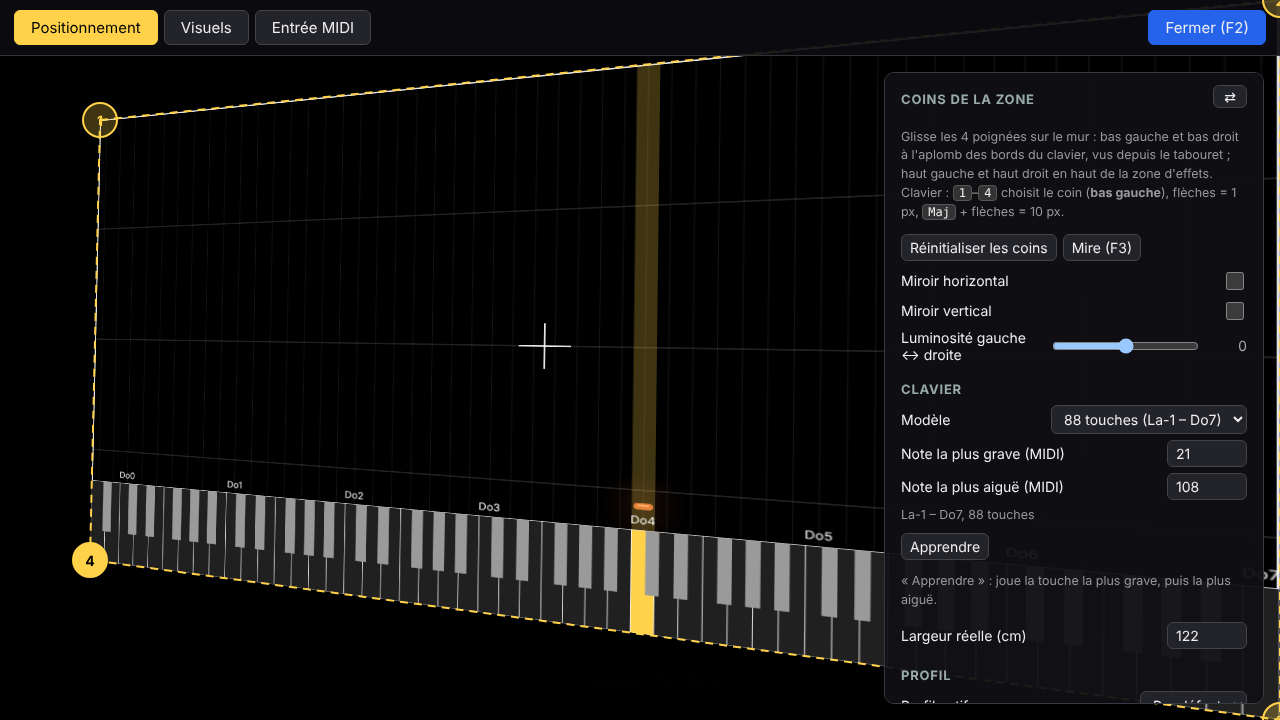 Positionnement
Visuels
Entrée MIDI
Fermer (F2)
1
COINS DE LA ZONE
Glisse les 4 poignées sur le mur : bas gauche et bas droit
à l'aplomb des bords du clavier, vus depuis le tabouret ;
haut gauche et haut droit en haut de la zone d'effets.
Clavier : 1–4 choisit le coin (bas gauche), flèches = 1
px, Maj + flèches = 10 px.
Réinitialiser les coins
Mire (F3)
Miroir horizontal
Miroir vertical
Luminosité gauche
↔ droite
0
CLAVIER
Modèle
88 touches (La-1 – Do7)
Note la plus grave (MIDI)
21
Note la plus aiguë (MIDI)
108
La-1 – Do7, 88 touches
Apprendre
« Apprendre » : joue la touche la plus grave, puis la plus
aiguë.
Largeur réelle (cm)
122
PROFIL
Do0
Do1
Do2
Do3
Do4
Do5
Do6
Do7
4